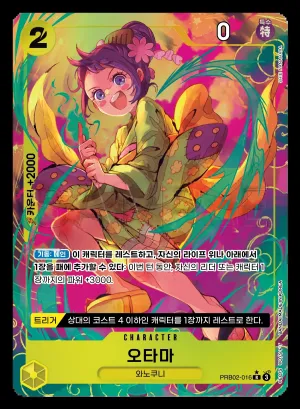 2
0
특수
特
카운터 +2000
기동: 메인 이 캐릭터를 레스트하고, 자신의 라이프 위나 아래에서
1장을 패에 추가할 수 있다: 이번 턴 동안, 자신의 리더 또는 캐릭터 1
장까지의 파워 +3000.
트리거 상대의 코스트 4 이하인 캐릭터를 1장까지 레스트로 한다.
CHARACTER
오타마
와노쿠니
PRB02-016
3